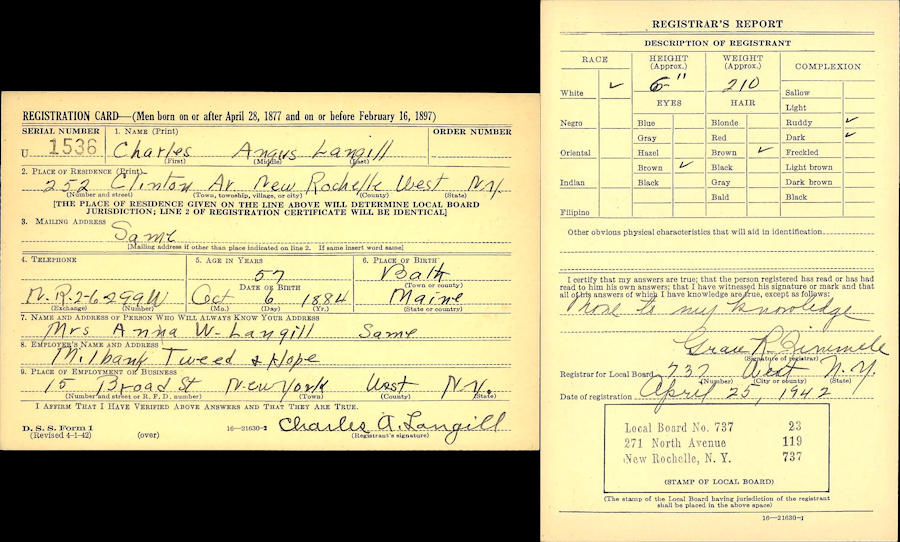 REGISTRATION CARD—(Men born on or after April 28, 1877 and on or before February 16, 1897)
SERIAL NUMBER
1. NAME (Print)
ORDER NUMBER
U 1536
Charles Angus Langill
(First) (Middle) (Last)
2. PLACE OF RESIDENCE (Print)
252 Clinton Av New Rochelle West N.Y.
(Number and street) (Town, township, village, or city) (County) (State)
[THE PLACE OF RESIDENCE GIVEN ON THE LINE ABOVE WILL DETERMINE LOCAL BOARD
JURISDICTION; LINE 2 OF REGISTRATION CERTIFICATE WILL BE IDENTICAL]
3. MAILING ADDRESS
Same
[Mailing address if other than place indicated on line 2. If same insert word same]
4. TELEPHONE
5. AGE IN YEARS
6. PLACE OF BIRTH
57
Bath
DATE OF BIRTH
(Town or county)
N.R 2-6299W
Oct 6 1884
Maine
(Exchange) (Number)
(Mo.) (Day) (Yr.)
(State or country)
7. NAME AND ADDRESS OF PERSON WHO WILL ALWAYS KNOW YOUR ADDRESS
Mrs Anna W. Langill Same
8. EMPLOYER'S NAME AND ADDRESS
Milbank Tweed & Hope
9. PLACE OF EMPLOYMENT OR BUSINESS
15 Broad St New York West N.Y.
(Number and street or R. F. D. number) (Town) (County) (State)
I AFFIRM THAT I HAVE VERIFIED ABOVE ANSWERS AND THAT THEY ARE TRUE.
D. S. S. Form 1
(Revised 4-1-42) (over) 16—21630-2
Charles A. Langill
(Registrant's signature)
REGISTRAR'S REPORT
DESCRIPTION OF REGISTRANT
RACE
HEIGHT (Approx.)
WEIGHT (Approx.)
COMPLEXION
6-" 210
White ✓
Sallow
EYES HAIR
Light
Negro
Blue
Blonde
Ruddy ✓
Gray
Red
Dark ✓
Oriental
Hazel
Brown ✓
Freckled
Brown ✓
Black
Light brown
Indian
Black
Gray
Dark brown
Bald
Black
Filipino
Other obvious physical characteristics that will aid in identification
I certify that my answers are true; that the person registered has read or has had
read to him his own answers; that I have witnessed his signature or mark and that
all of his answers of which I have knowledge are true, except as follows:
None to my knowledge
Grace R. Gimmell
(Signature of registrar)
Registrar for Local Board 737 West N.Y.
(Number) (City or county) (State)
Date of registration April 25, 1942
Local Board No. 737 23
271 North Avenue 119
New Rochelle, N. Y. 737
(STAMP OF LOCAL BOARD)
(The stamp of the Local Board having jurisdiction of the registrant
shall be placed in the above space)
16—21630-1